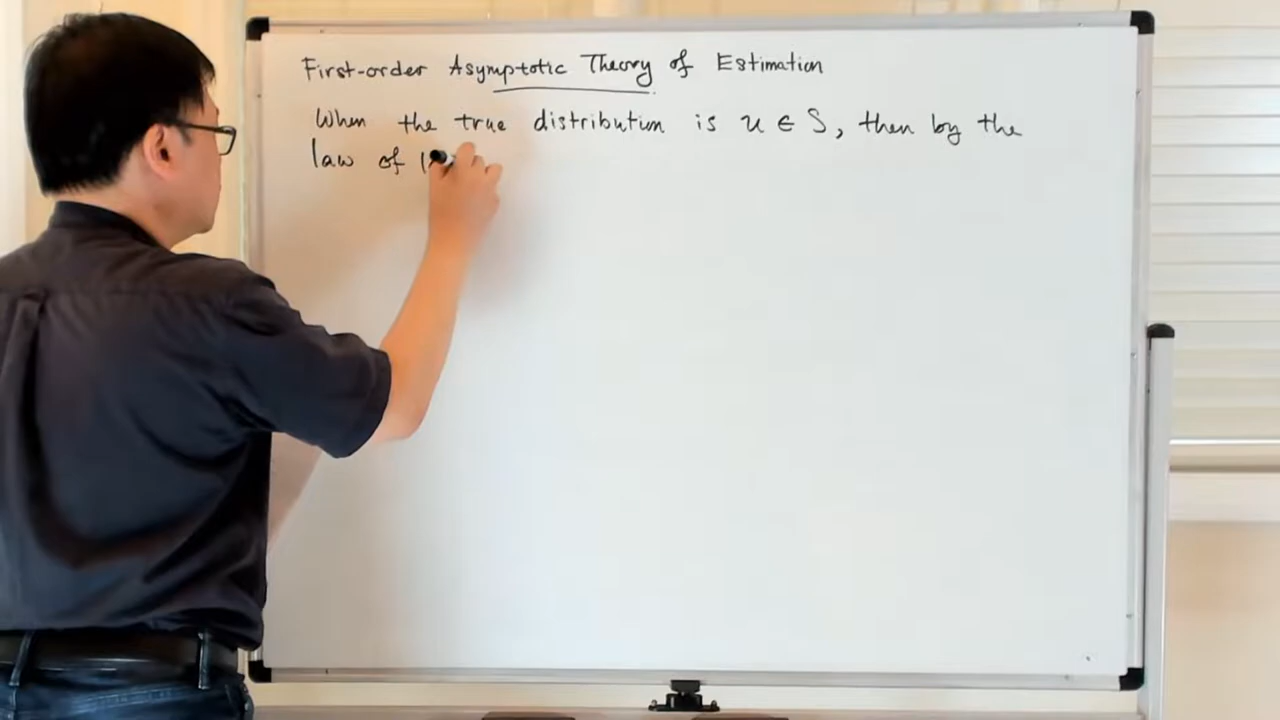 First-order Asymptotic Theory of Estimation
When the true distribution is u ∈ S, then by the
law of l